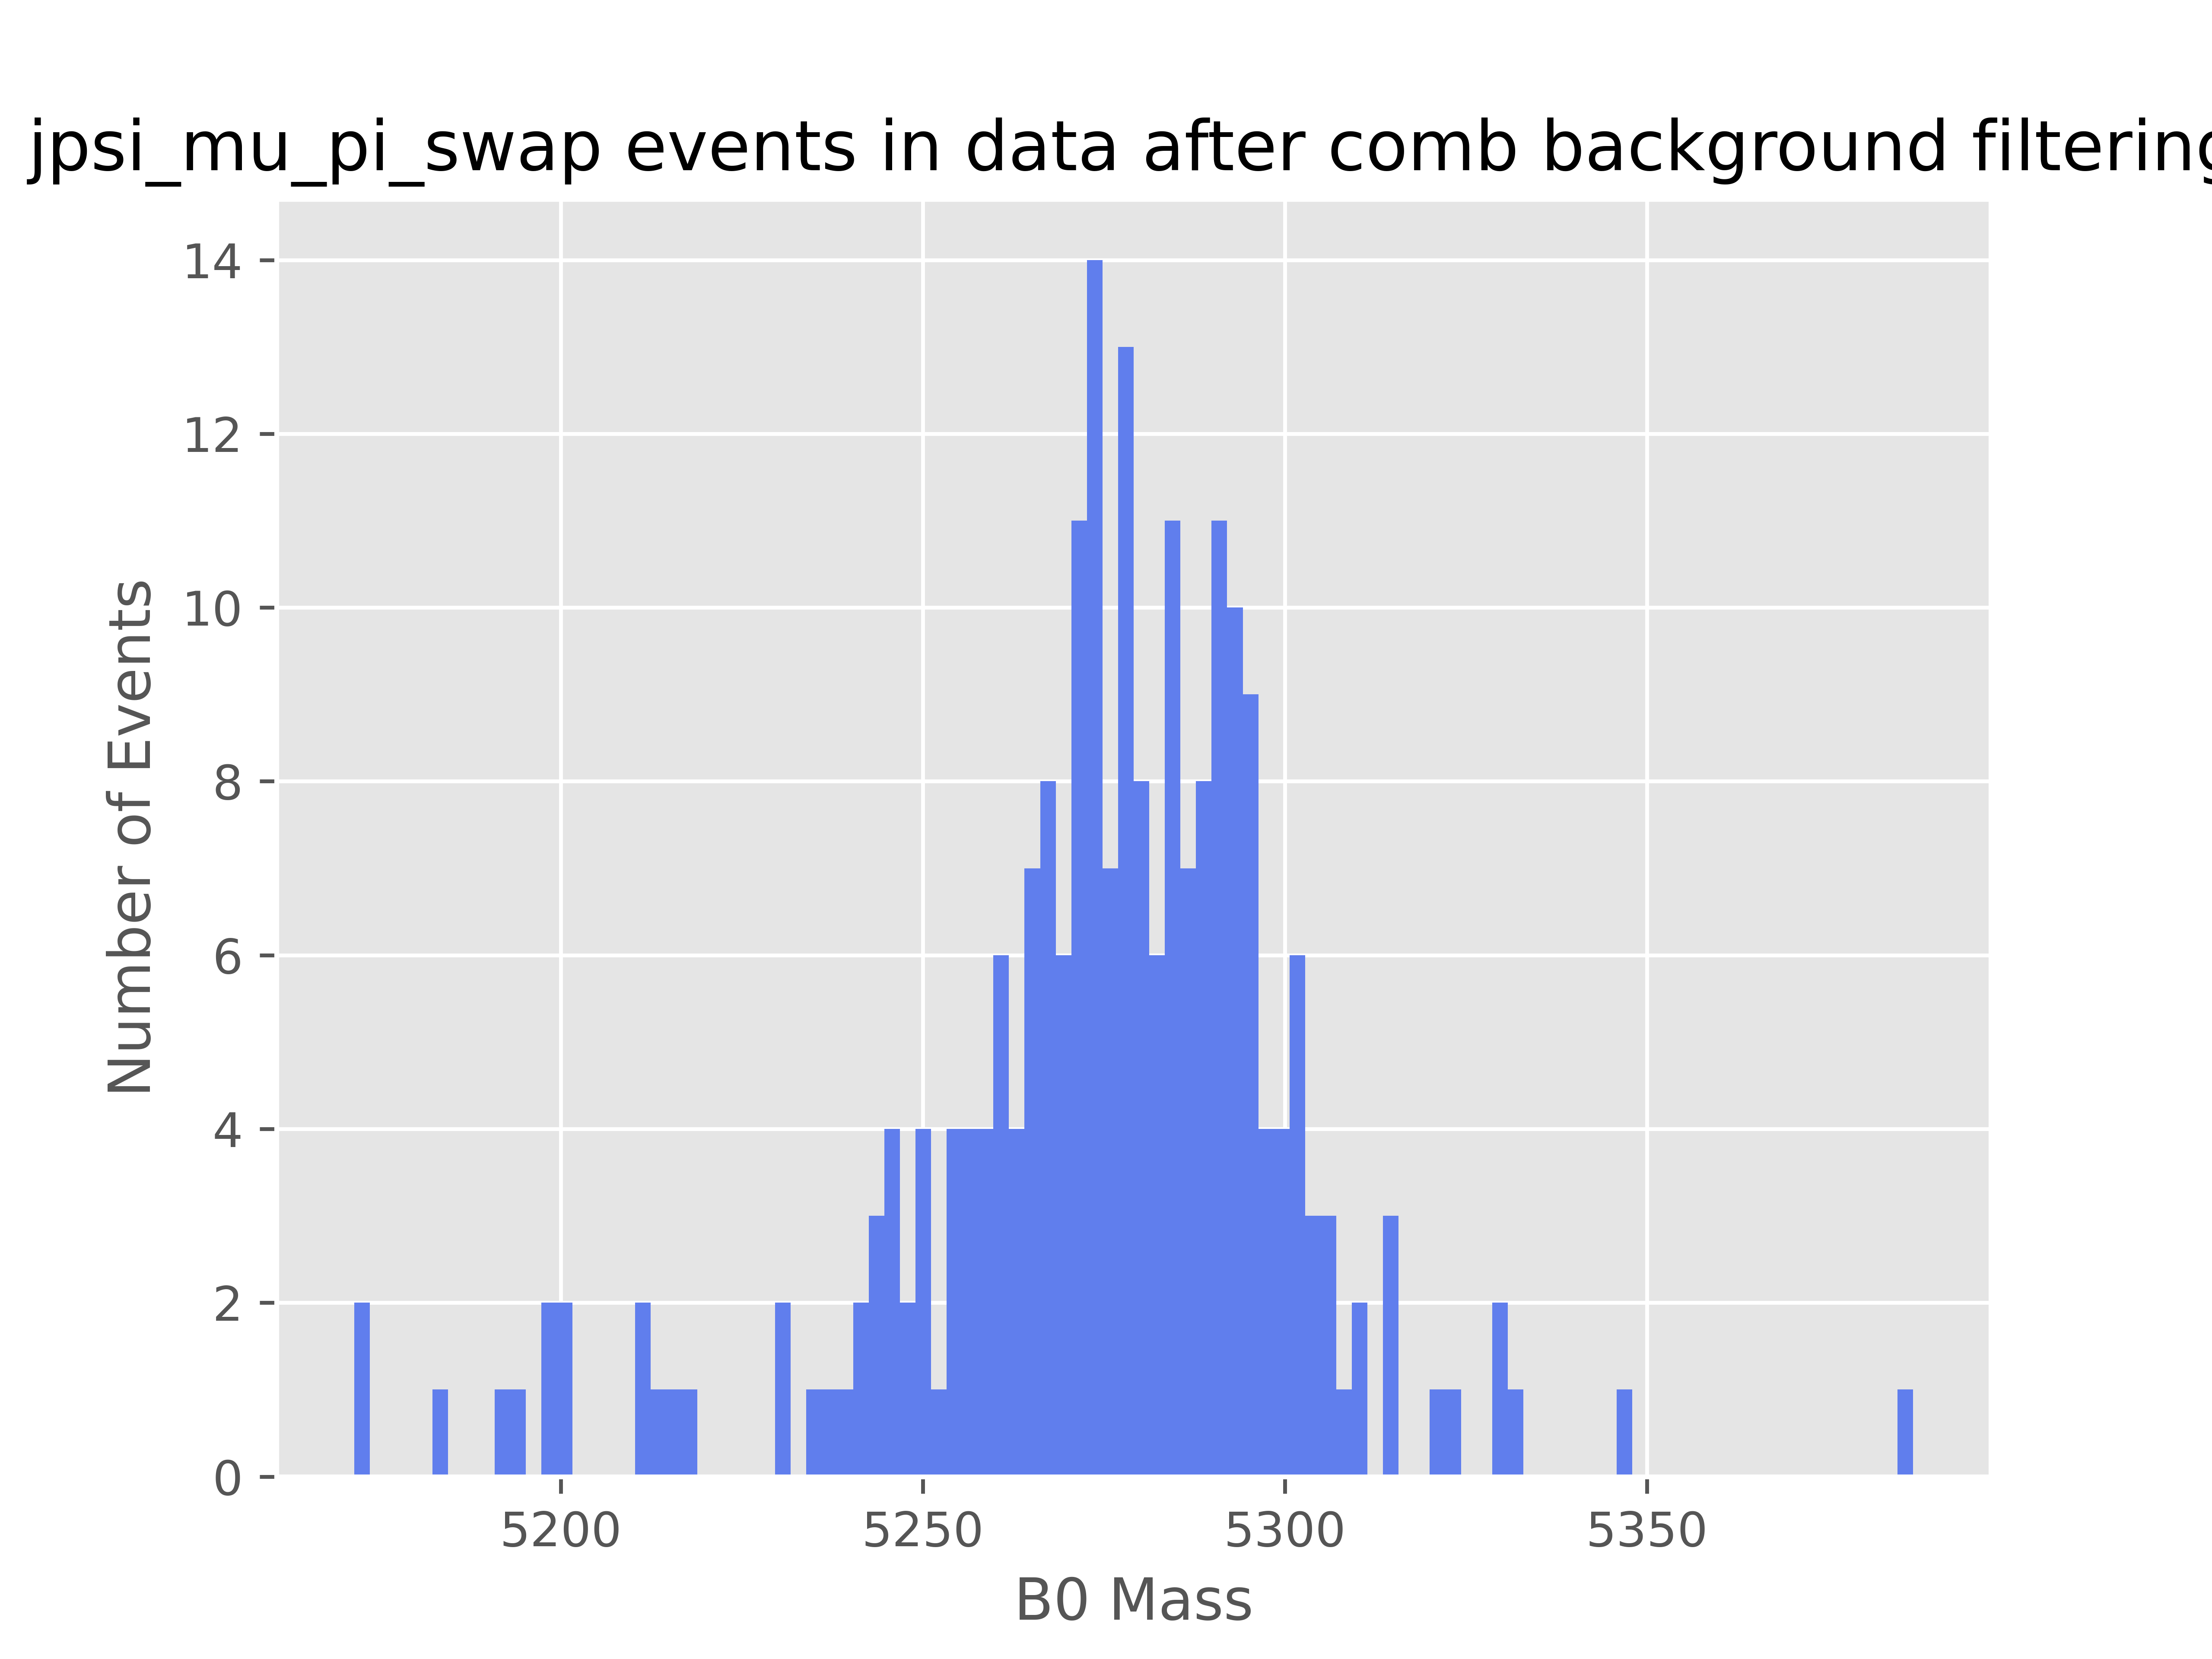 jpsi_mu_pi_swap events in data after comb background filtering
14
12
10
8
6
4
2
0
Number of Events
5200 5250 5300 5350
B0 Mass